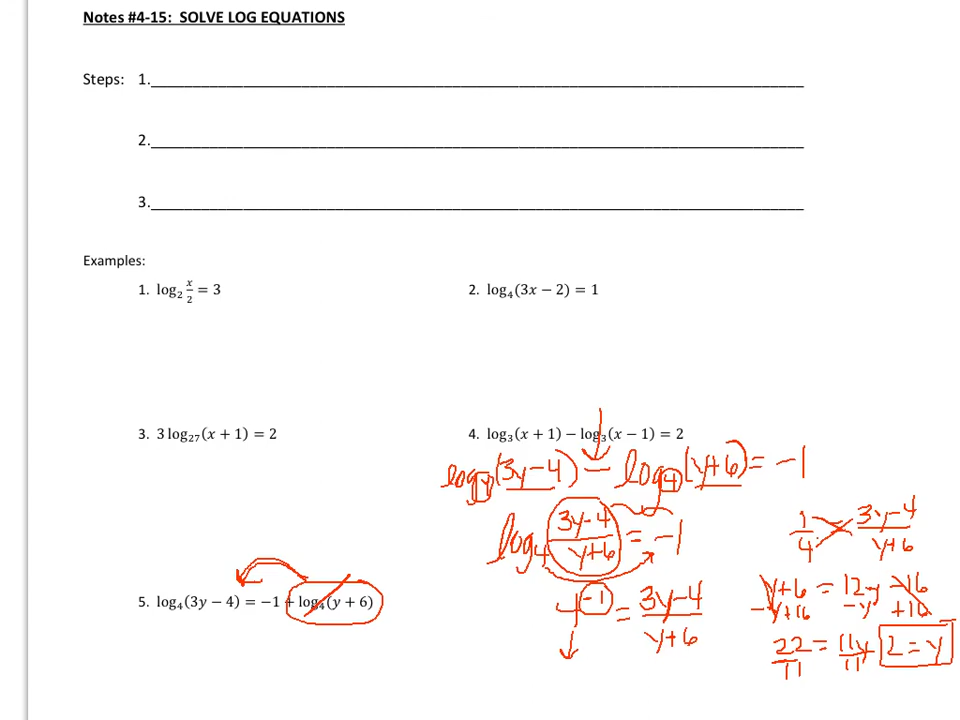 Notes #4-15: SOLVE LOG EQUATIONS
Steps: 1.
2.
3.
Examples:
1. log₂ x/2 = 3
2. log₄(3x − 2) = 1
3. 3 log₂₇(x + 1) = 2
4. log₃(x + 1) − log₃(x − 1) = 2
log₄(3y−4) − log₄(y+6) = −1
log₄ (3y−4)/(y+6) = −1
1/4 = (3y−4)/(y+6)
5. log₄(3y − 4) = −1 + log₄(y + 6)
4⁻¹ = (3y−4)/(y+6)
y+6 = 12y −16
−y+16 −y +16
22/11 = 11y/11
2 = y